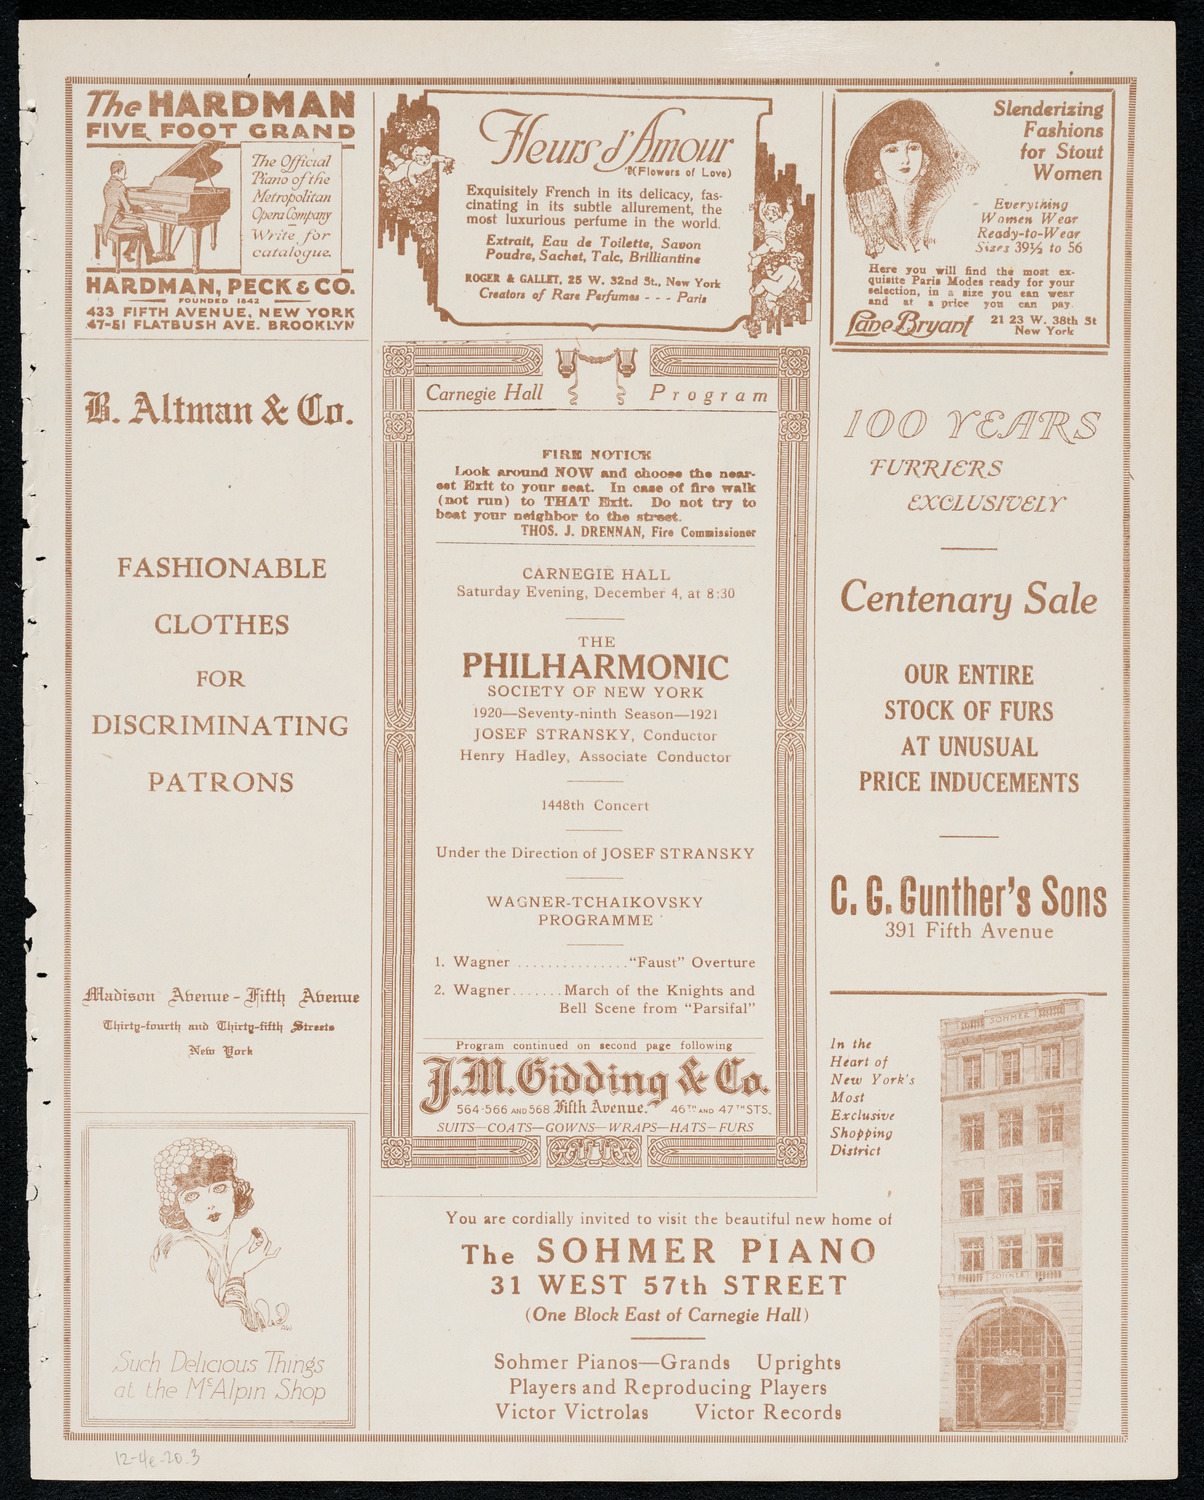 The HARDMAN
FIVE FOOT GRAND
The Official
Piano of the
Metropolitan
Opera Company
Write for
catalogue.
HARDMAN, PECK & CO.
FOUNDED 1842
433 FIFTH AVENUE, NEW YORK
47-51 FLATBUSH AVE. BROOKLYN
Fleurs d'Amour
(Flowers of Love)
Exquisitely French in its delicacy, fas-
cinating in its subtle allurement, the
most luxurious perfume in the world.
Extrait, Eau de Toilette, Savon
Poudre, Sachet, Talc, Brilliantine
ROGER & GALLET, 25 W. 32nd St., New York
Creators of Rare Perfumes - - - Paris
Slenderizing
Fashions
for Stout
Women
Everything
Women Wear
Ready-to-Wear
Sizes 39½ to 56
Here you will find the most ex-
quisite Paris Modes ready for your
selection, in a size you can wear
and at a price you can pay.
Lane Bryant
21 23 W. 38th St
New York
B. Altman & Co.
FASHIONABLE
CLOTHES
FOR
DISCRIMINATING
PATRONS
Madison Avenue - Fifth Avenue
Thirty-fourth and Thirty-fifth Streets
New York
Such Delicious Things
at the McAlpin Shop
Carnegie Hall Program
FIRE NOTICE
Look around NOW and choose the near-
est Exit to your seat. In case of fire walk
(not run) to THAT Exit. Do not try to
beat your neighbor to the street.
THOS. J. DRENNAN, Fire Commissioner
CARNEGIE HALL
Saturday Evening, December 4, at 8:30
THE
PHILHARMONIC
SOCIETY OF NEW YORK
1920—Seventy-ninth Season—1921
JOSEF STRANSKY, Conductor
Henry Hadley, Associate Conductor
1448th Concert
Under the Direction of JOSEF STRANSKY
WAGNER-TCHAIKOVSKY
PROGRAMME
1. Wagner ............... "Faust" Overture
2. Wagner....... March of the Knights and
Bell Scene from "Parsifal"
Program continued on second page following
J.M. Gidding & Co.
564-566 AND 568 Fifth Avenue. 46TH AND 47TH STS.
SUITS—COATS—GOWNS—WRAPS—HATS—FURS
100 YEARS
FURRIERS
EXCLUSIVELY
Centenary Sale
OUR ENTIRE
STOCK OF FURS
AT UNUSUAL
PRICE INDUCEMENTS
C. G. Gunther's Sons
391 Fifth Avenue
In the
Heart of
New York's
Most
Exclusive
Shopping
District
SOHMER
SOHMER
You are cordially invited to visit the beautiful new home of
The SOHMER PIANO
31 WEST 57th STREET
(One Block East of Carnegie Hall)
Sohmer Pianos—Grands Uprights
Players and Reproducing Players
Victor Victrolas Victor Records
12-4e-20.3